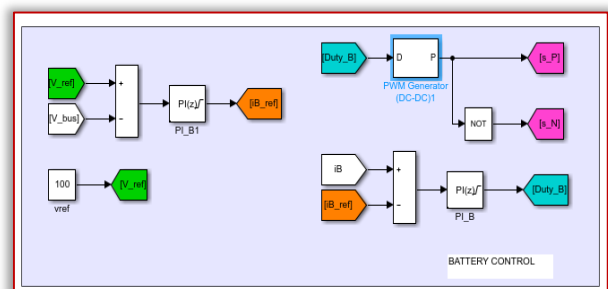 [V_ref]
+
[V_bus]
−
PI(z)
PI_B1
[iB_ref]
100
vref
[V_ref]
[Duty_B]
D
P
PWM Generator
(DC-DC)1
[s_P]
NOT
[s_N]
iB
+
[iB_ref]
−
PI(z)
PI_B
[Duty_B]
BATTERY CONTROL